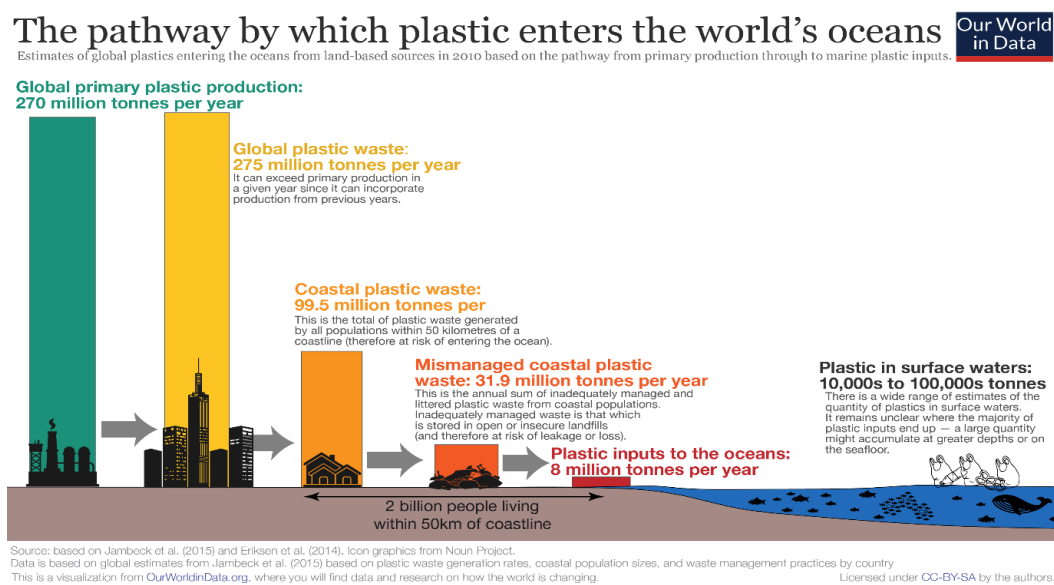 The pathway by which plastic enters the world's oceans
Our World
in Data
Estimates of global plastics entering the oceans from land-based sources in 2010 based on the pathway from primary production through to marine plastic inputs.
Global primary plastic production:
270 million tonnes per year
Global plastic waste:
275 million tonnes per year
It can exceed primary production in
a given year since it can incorporate
production from previous years.
Coastal plastic waste:
99.5 million tonnes per
This is the total of plastic waste generated
by all populations within 50 kilometres of a
coastline (therefore at risk of entering the ocean).
Mismanaged coastal plastic
waste: 31.9 million tonnes per year
This is the annual sum of inadequately managed and
littered plastic waste from coastal populations.
Inadequately managed waste is that which
is stored in open or insecure landfills
(and therefore at risk of leakage or loss).
Plastic inputs to the oceans:
8 million tonnes per year
Plastic in surface waters:
10,000s to 100,000s tonnes
There is a wide range of estimates of the
quantity of plastics in surface waters.
It remains unclear where the majority of
plastic inputs end up — a large quantity
might accumulate at greater depths or on
the seafloor.
2 billion people living
within 50km of coastline
Source: based on Jambeck et al. (2015) and Eriksen et al. (2014). Icon graphics from Noun Project.
Data is based on global estimates from Jambeck et al. (2015) based on plastic waste generation rates, coastal population sizes, and waste management practices by country
This is a visualization from OurWorldinData.org, where you will find data and research on how the world is changing.
Licensed under CC-BY-SA by the authors.